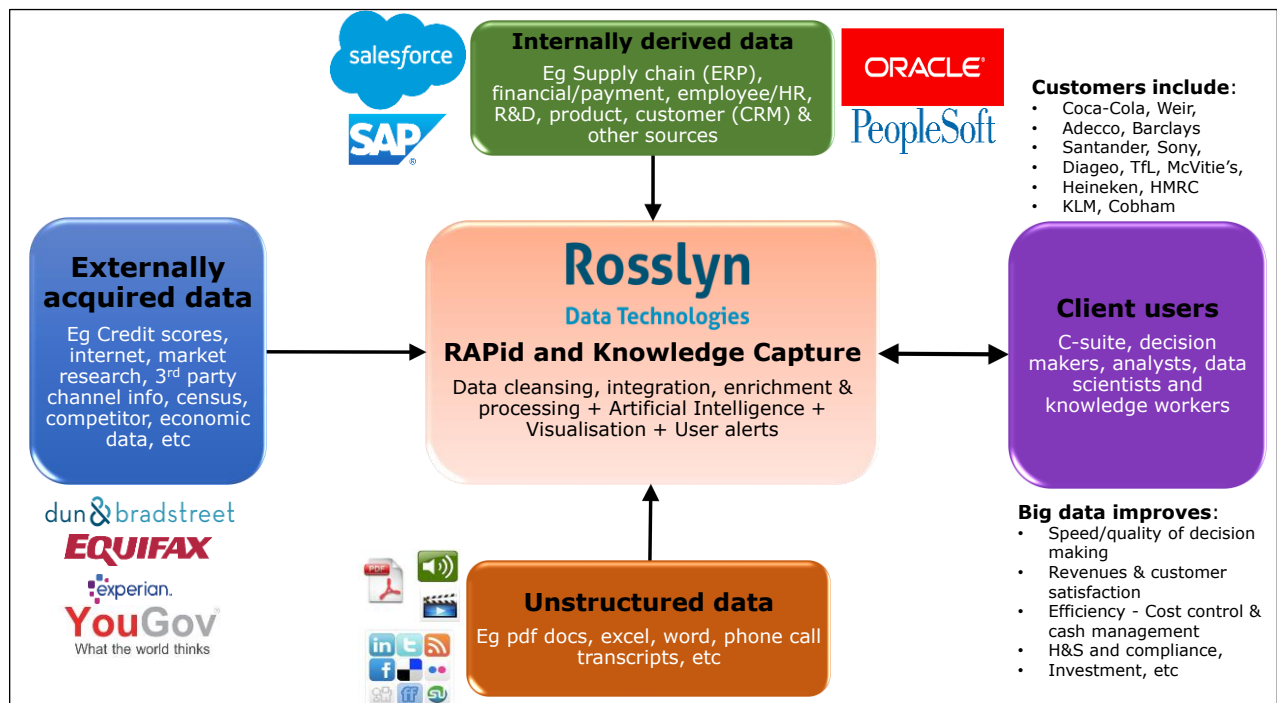 salesforce
SAP®
Internally derived data
Eg Supply chain (ERP),
financial/payment, employee/HR,
R&D, product, customer (CRM) &
other sources
ORACLE®
PeopleSoft
Customers include:
• Coca-Cola, Weir,
• Adecco, Barclays
• Santander, Sony,
• Diageo, TfL, McVitie's,
• Heineken, HMRC
• KLM, Cobham
Externally
acquired data
Eg Credit scores,
internet, market
research, 3rd party
channel info, census,
competitor, economic
data, etc
Rosslyn
Data Technologies
RAPid and Knowledge Capture
Data cleansing, integration, enrichment &
processing + Artificial Intelligence +
Visualisation + User alerts
Client users
C-suite, decision
makers, analysts, data
scientists and
knowledge workers
dun&bradstreet
EQUIFAX
experian.
YouGov®
What the world thinks
PDF
in
t
f
ff
Unstructured data
Eg pdf docs, excel, word, phone call
transcripts, etc
Big data improves:
• Speed/quality of decision
making
• Revenues & customer
satisfaction
• Efficiency - Cost control &
cash management
• H&S and compliance,
• Investment, etc